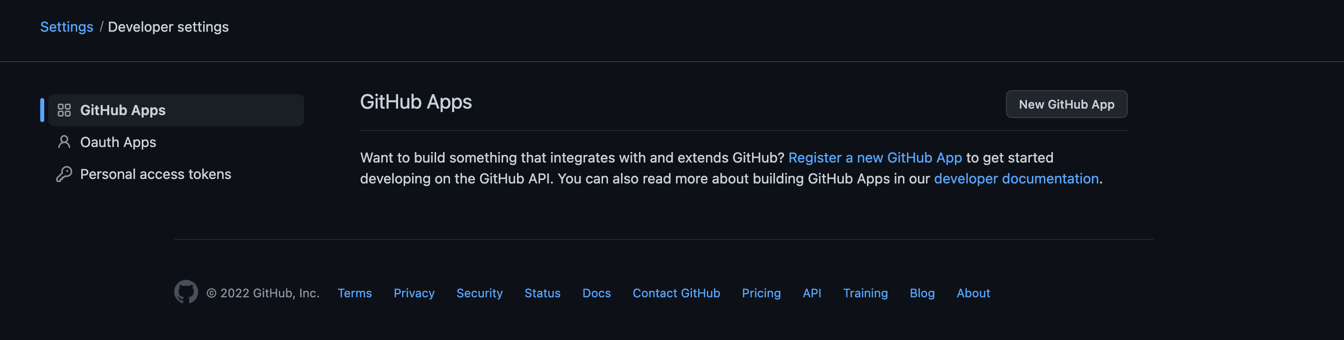 Settings / Developer settings
GitHub Apps
Oauth Apps
Personal access tokens
GitHub Apps
New GitHub App
Want to build something that integrates with and extends GitHub? Register a new GitHub App to get started
developing on the GitHub API. You can also read more about building GitHub Apps in our developer documentation.
© 2022 GitHub, Inc. Terms Privacy Security Status Docs Contact GitHub Pricing API Training Blog About